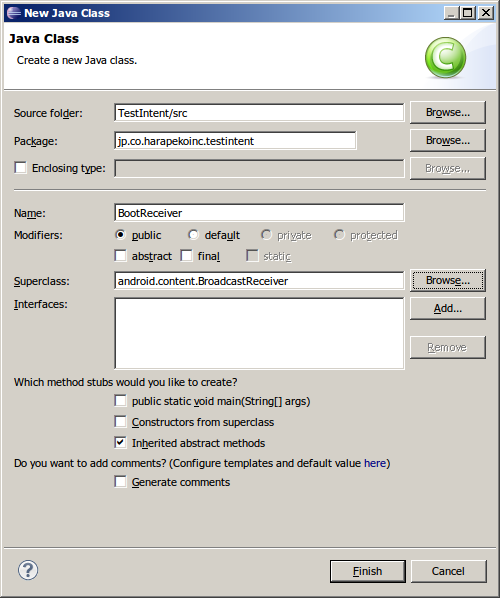 New Java Class
Java Class
Create a new Java class.
Source folder: TestIntent/src Browse...
Package: jp.co.harapekoinc.testintent Browse...
Enclosing type: Browse...
Name: BootReceiver
Modifiers: public default private protected
abstract final static
Superclass: android.content.BroadcastReceiver Browse...
Interfaces: Add...
Remove
Which method stubs would you like to create?
public static void main(String[] args)
Constructors from superclass
Inherited abstract methods
Do you want to add comments? (Configure templates and default value here)
Generate comments
? Finish Cancel